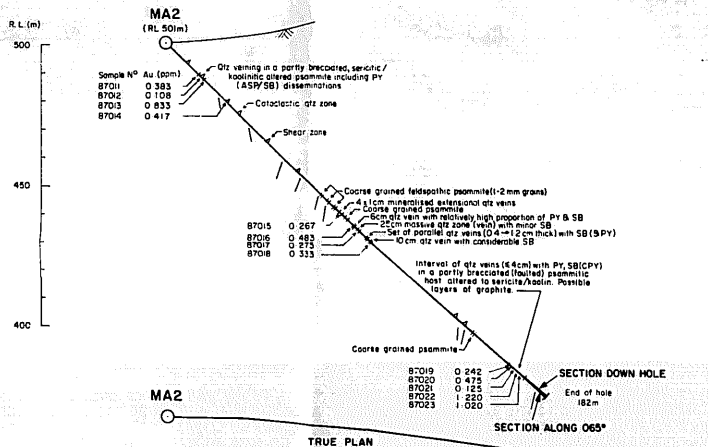 R.L.(m)
MA2
(RL 501m)
500
Qtz veining in a partly brecciated, sericitic/
kaolinitic altered psammite including PY
(ASP/SB) disseminations
Sample Nº Au.(ppm)
87011 0.383
87012 0.108
87013 0.833
87014 0.417
Cataclastic qtz zone
Shear zone
450
Coarse grained feldspathic psammite(1-2 mm grains)
4 x 1cm mineralised extensional qtz veins
Coarse grained psammite
6cm qtz vein with relatively high proportion of PY & SB
25cm massive qtz zone (vein) with minor SB
Set of parallel qtz veins (0.4→1.2cm thick) with SB (& PY)
10cm qtz vein with considerable SB
87015 0.267
87016 0.483
87017 0.275
87018 0.333
Interval of qtz veins (≤4cm) with PY, SB(CPY)
in a partly brecciated (faulted) psammitic
host altered to sericite/kaolin. Possible
layers of graphite.
400
Coarse grained psammite
87019 0.242
87020 0.475
87021 0.125
87022 1.220
87023 1.020
SECTION DOWN HOLE
End of hole
182m
SECTION ALONG 065°
MA2
TRUE PLAN